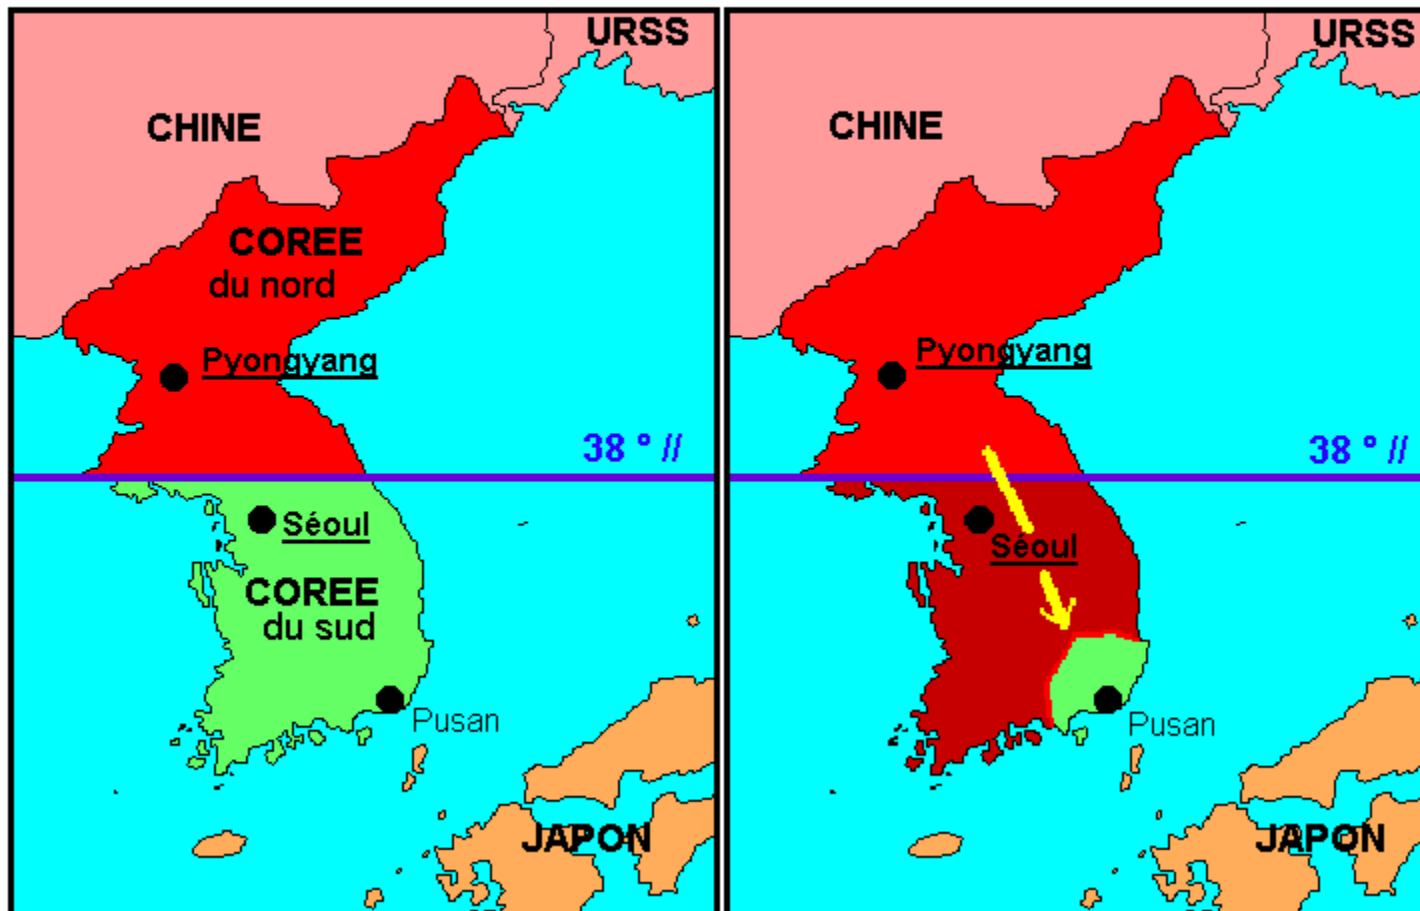 URSS
CHINE
COREE
du nord
Pyongyang
38 ° //
Séoul
COREE
du sud
Pusan
JAPON
URSS
CHINE
Pyongyang
38 ° //
Séoul
Pusan
JAPON